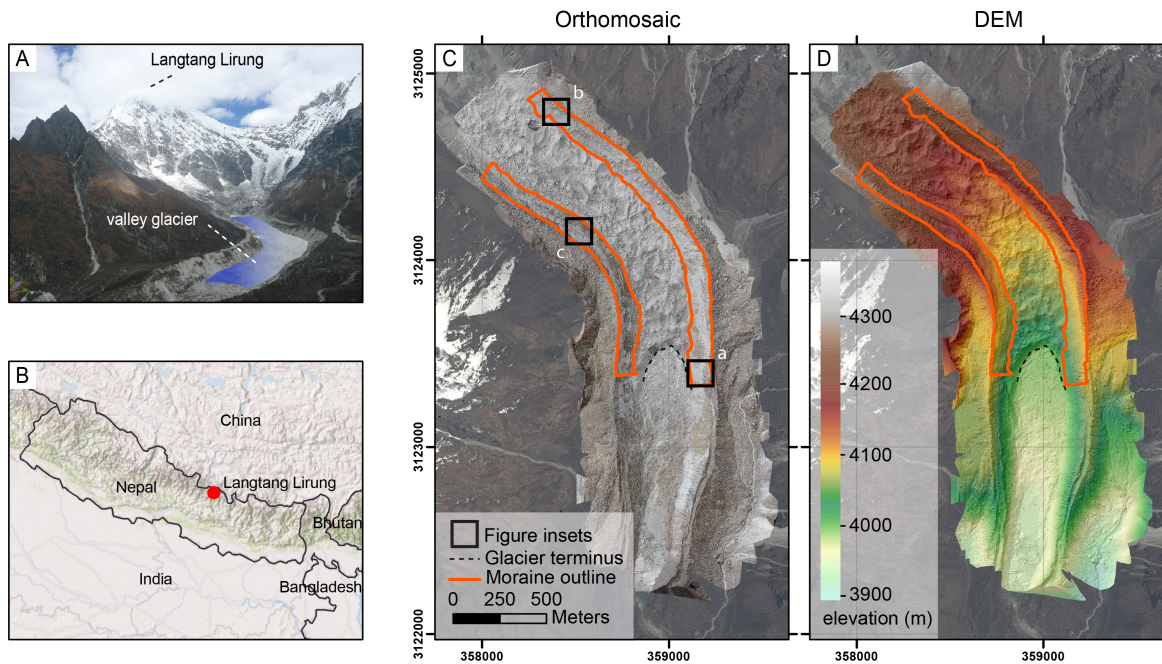 Orthomosaic
DEM
A
Langtang Lirung
valley glacier
B
China
Nepal
Langtang Lirung
Bhutan
India
Bangladesh
C
b
c
a
3125000
3124000
3123000
3122000
Figure insets
Glacier terminus
Moraine outline
0 250 500
Meters
358000
359000
D
4300
4200
4100
4000
3900
elevation (m)
358000
359000